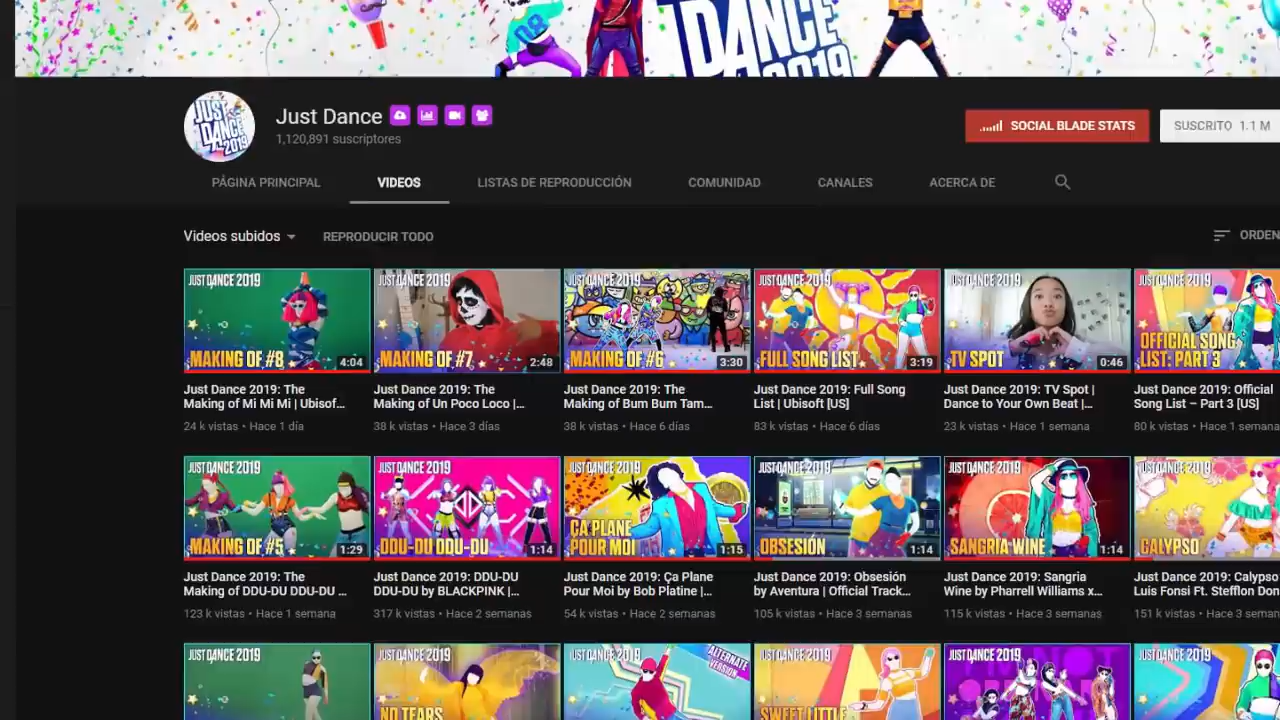 DANCE
2019
JUST
DANCE
2019
Just Dance
1,120,891 suscriptores
SOCIAL BLADE STATS
SUSCRITO 1.1 M
PÁGINA PRINCIPAL
VIDEOS
LISTAS DE REPRODUCCIÓN
COMUNIDAD
CANALES
ACERCA DE
Videos subidos
REPRODUCIR TODO
ORDEN
JUST DANCE 2019
MAKING OF #8
4:04
JUST DANCE 2019
MAKING OF #7
2:48
JUST DANCE 2019
MAKING OF #6
3:30
JUST DANCE 2019
FULL SONG LIST
3:19
JUST DANCE 2019
TV SPOT
0:46
JUST DANCE 2019
OFFICIAL SONG
LIST: PART 3
Just Dance 2019: The
Making of Mi Mi Mi | Ubisof...
24 k vistas • Hace 1 día
Just Dance 2019: The
Making of Un Poco Loco |...
38 k vistas • Hace 3 días
Just Dance 2019: The
Making of Bum Bum Tam...
38 k vistas • Hace 6 días
Just Dance 2019: Full Song
List | Ubisoft [US]
83 k vistas • Hace 6 días
Just Dance 2019: TV Spot |
Dance to Your Own Beat |...
23 k vistas • Hace 1 semana
Just Dance 2019: Official
Song List – Part 3 [US]
80 k vistas • Hace 1 semana
JUST DANCE 2019
MAKING OF #5
1:29
JUST DANCE 2019
DDU-DU DDU-DU
1:14
JUST DANCE 2019
ÇA PLANE
POUR MOI
1:15
JUST DANCE 2019
OBSESIÓN
1:14
JUST DANCE 2019
SANGRIA WINE
1:14
JUST DANCE 2019
CALYPSO
Just Dance 2019: The
Making of DDU-DU DDU-DU ...
123 k vistas • Hace 1 semana
Just Dance 2019: DDU-DU
DDU-DU by BLACKPINK |...
317 k vistas • Hace 2 semanas
Just Dance 2019: Ça Plane
Pour Moi by Bob Platine |...
54 k vistas • Hace 2 semanas
Just Dance 2019: Obsesión
by Aventura | Official Track...
105 k vistas • Hace 3 semanas
Just Dance 2019: Sangria
Wine by Pharrell Williams x...
115 k vistas • Hace 3 semanas
Just Dance 2019: Calypso
Luis Fonsi Ft. Stefflon Don
151 k vistas • Hace 3 semanas
JUST DANCE 2019
JUST DANCE 2019
NO TEARS
JUST DANCE 2019
ALTERNATE
VERSION
JUST DANCE 2019
SWEET LITTLE
JUST DANCE 2019
JUST DANCE 2019